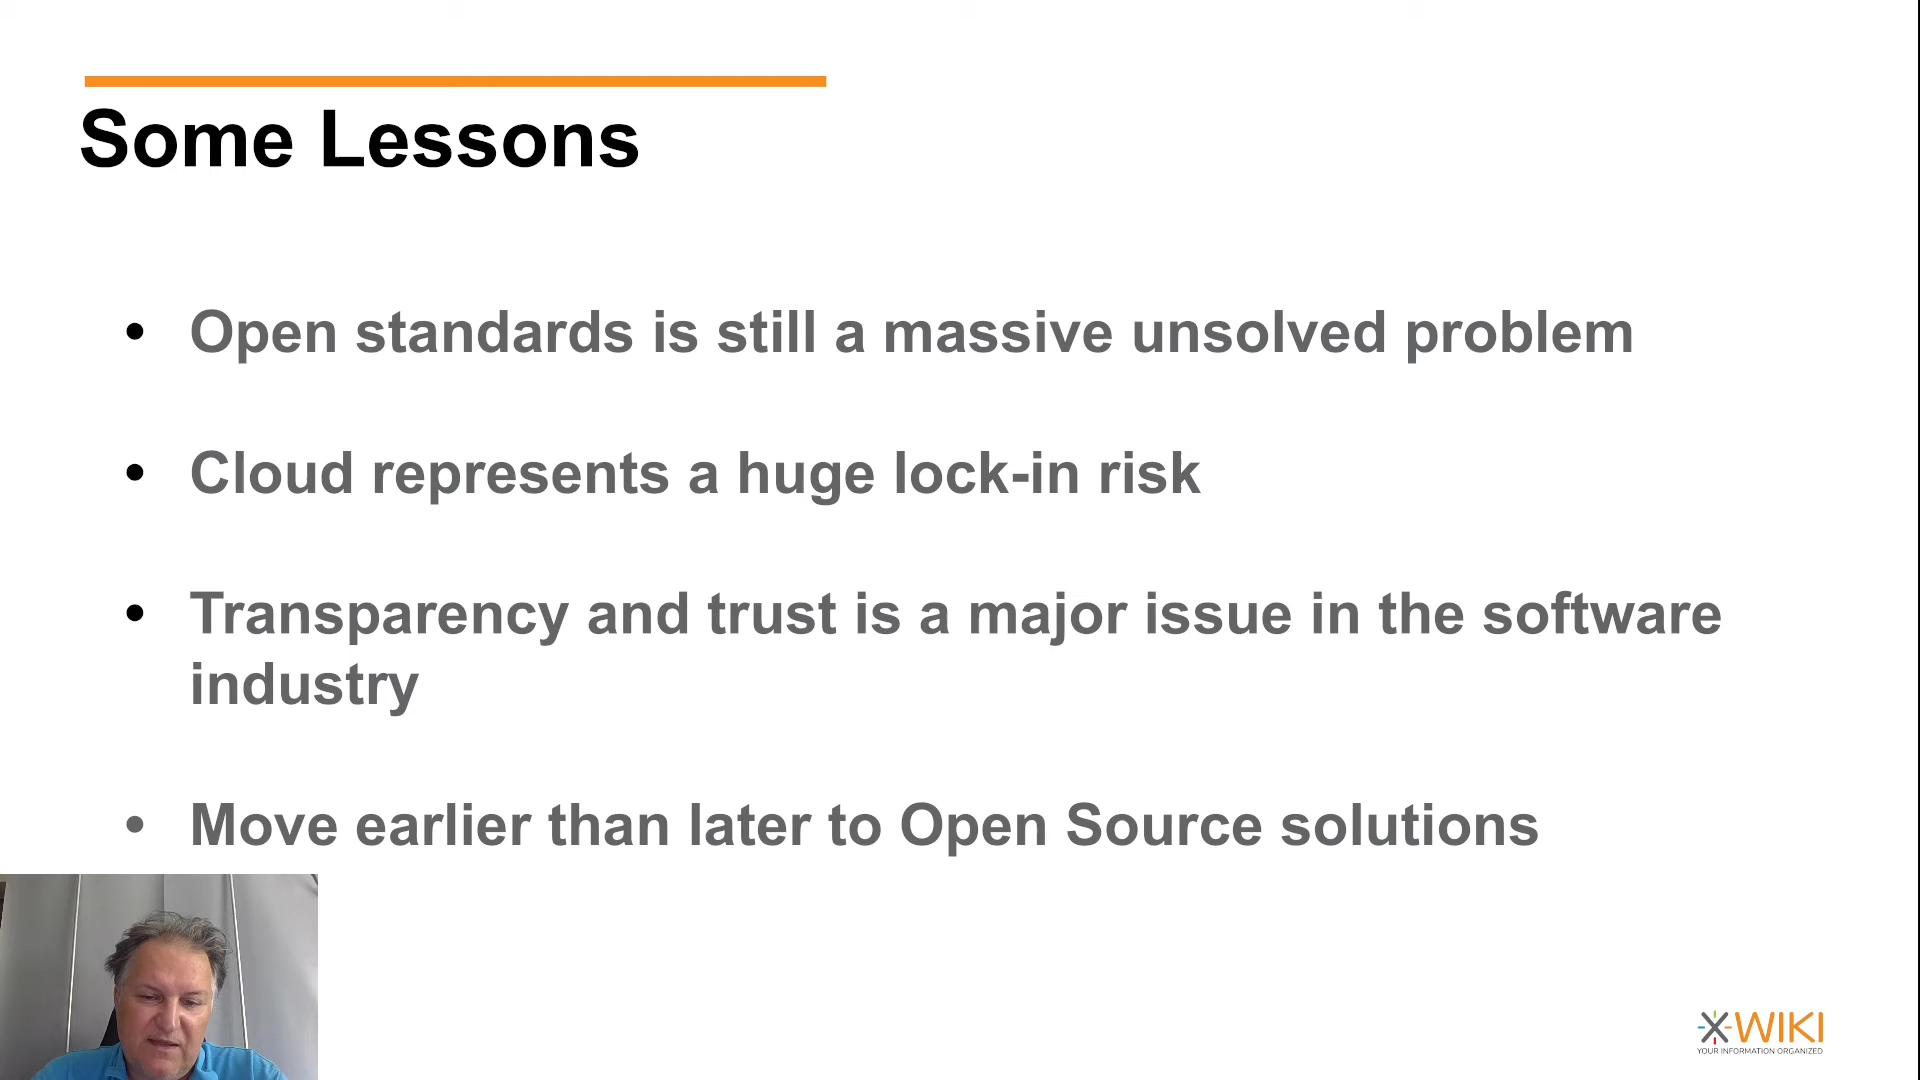 Some Lessons
• Open standards is still a massive unsolved problem
• Cloud represents a huge lock-in risk
• Transparency and trust is a major issue in the software
industry
• Move earlier than later to Open Source solutions
XWIKI
YOUR INFORMATION ORGANIZED